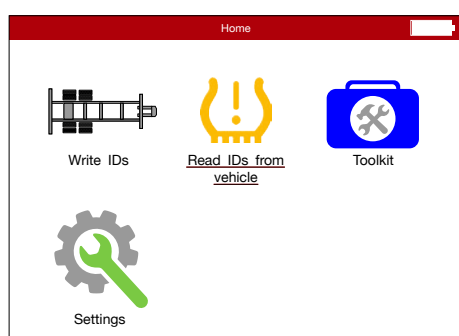 Home
Write IDs
Read IDs from
vehicle
Toolkit
Settings